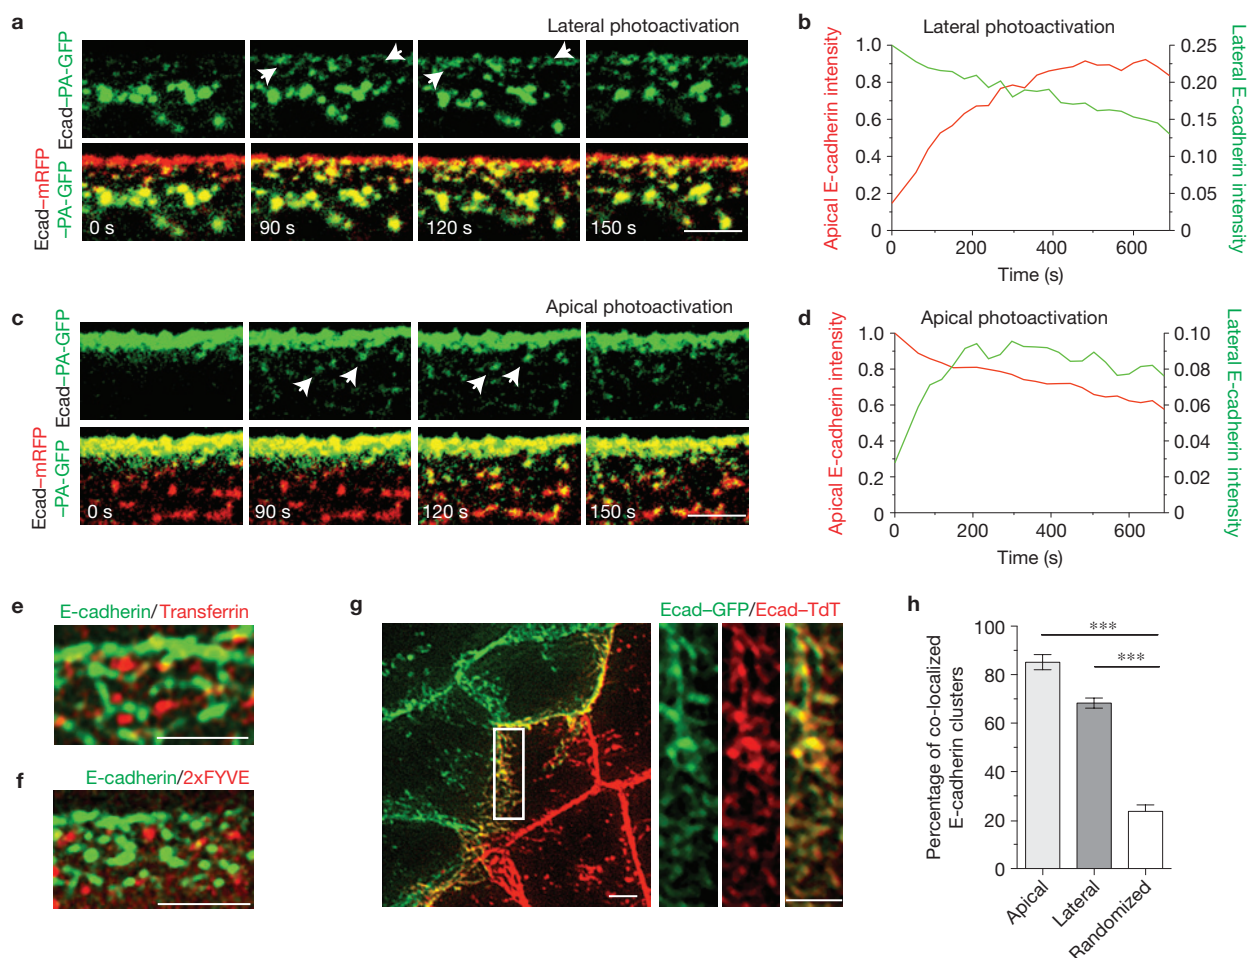 a
Lateral photoactivation
Ecad–PA-GFP
Ecad–mRFP
–PA-GFP
0 s
90 s
120 s
150 s
b
Lateral photoactivation
Apical E-cadherin intensity
1.0
0.8
0.6
0.4
0.2
0
0.25
0.20
0.15
0.10
0.05
0.00
Lateral E-cadherin intensity
0
200
400
600
Time (s)
c
Apical photoactivation
Ecad–PA-GFP
Ecad–mRFP
–PA-GFP
0 s
90 s
120 s
150 s
d
Apical photoactivation
Apical E-cadherin intensity
1.0
0.8
0.6
0.4
0.2
0
0.10
0.08
0.06
0.04
0.02
0
Lateral E-cadherin intensity
0
200
400
600
Time (s)
e
E-cadherin/Transferrin
f
E-cadherin/2xFYVE
g
Ecad–GFP/Ecad–TdT
h
Percentage of co-localized
E-cadherin clusters
100
80
60
40
20
0
***
***
Apical
Lateral
Randomized